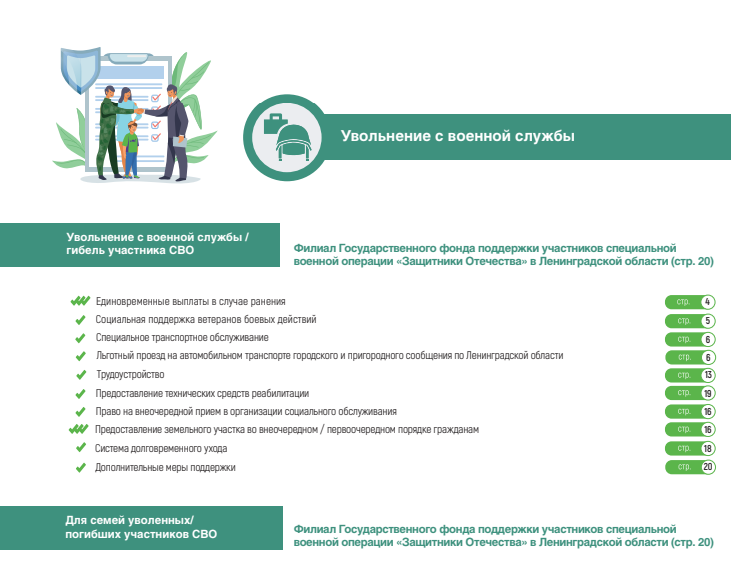 Увольнение с военной службы
Увольнение с военной службы /
гибель участника СВО
Филиал Государственного фонда поддержки участников специальной
военной операции «Защитники Отечества» в Ленинградской области (стр. 20)
Единовременные выплаты в случае ранения стр. 4
Социальная поддержка ветеранов боевых действий стр. 5
Специальное транспортное обслуживание стр. 6
Льготный проезд на автомобильном транспорте городского и пригородного сообщения по Ленинградской области стр. 6
Трудоустройство стр. 13
Предоставление технических средств реабилитации стр. 19
Право на внеочередной прием в организации социального обслуживания стр. 16
Предоставление земельного участка во внеочередном / первоочередном порядке гражданам стр. 16
Система долговременного ухода стр. 18
Дополнительные меры поддержки стр. 20
Для семей уволенных/
погибших участников СВО
Филиал Государственного фонда поддержки участников специальной
военной операции «Защитники Отечества» в Ленинградской области (стр. 20)